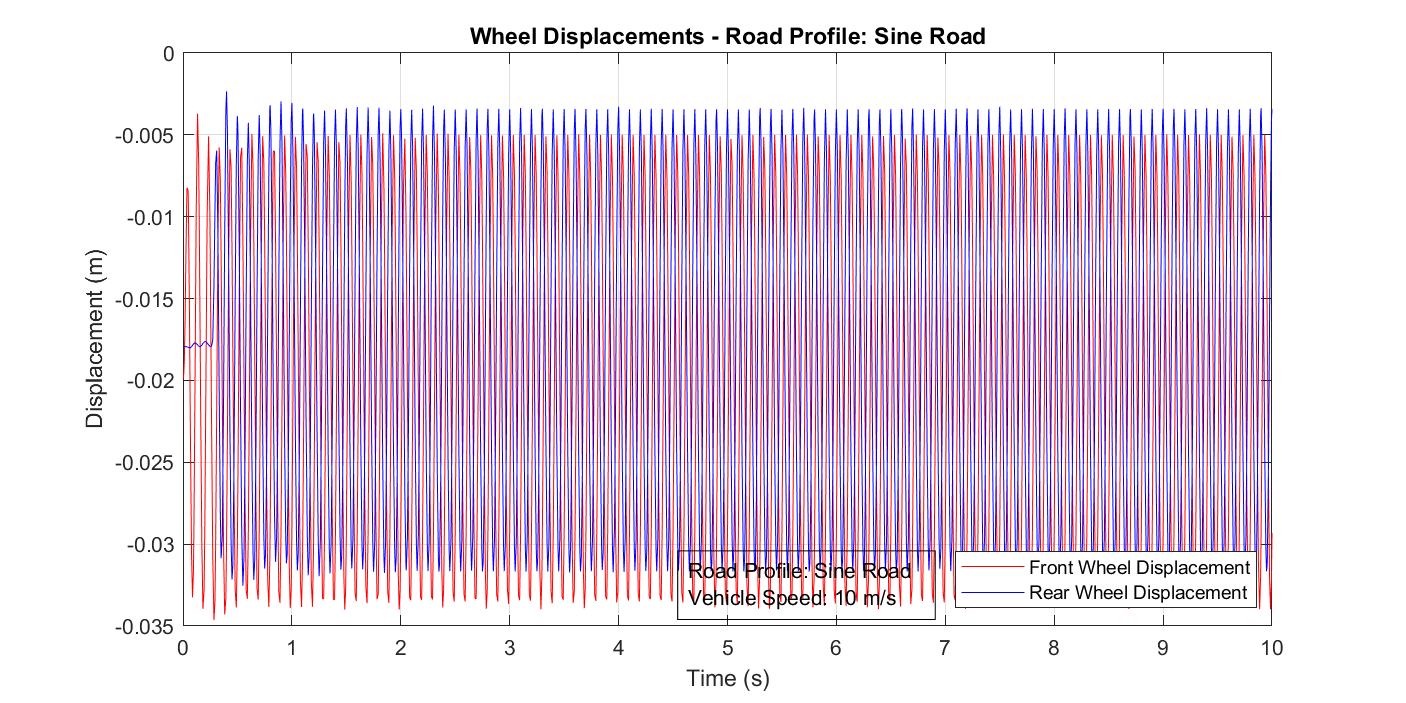 Wheel Displacements - Road Profile: Sine Road
0
-0.005
-0.01
-0.015
-0.02
-0.025
-0.03
-0.035
Displacement (m)
0 1 2 3 4 5 6 7 8 9 10
Time (s)
Road Profile: Sine Road
Vehicle Speed: 10 m/s
Front Wheel Displacement
Rear Wheel Displacement